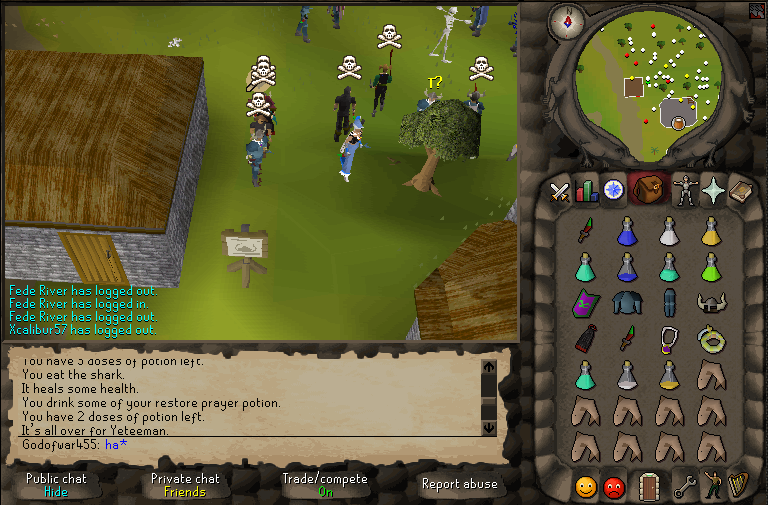 r?
Fede River has logged out.
Fede River has logged in.
Fede River has logged out.
Xcalibur57 has logged out.
You have 3 doses of potion left.
You eat the shark.
It heals some health.
You drink some of your restore prayer potion.
You have 2 doses of potion left.
It's all over for Yeteeman.
Godofwar455: ha*
Public chat
Hide
Private chat
Friends
Trade/compete
On
Report abuse